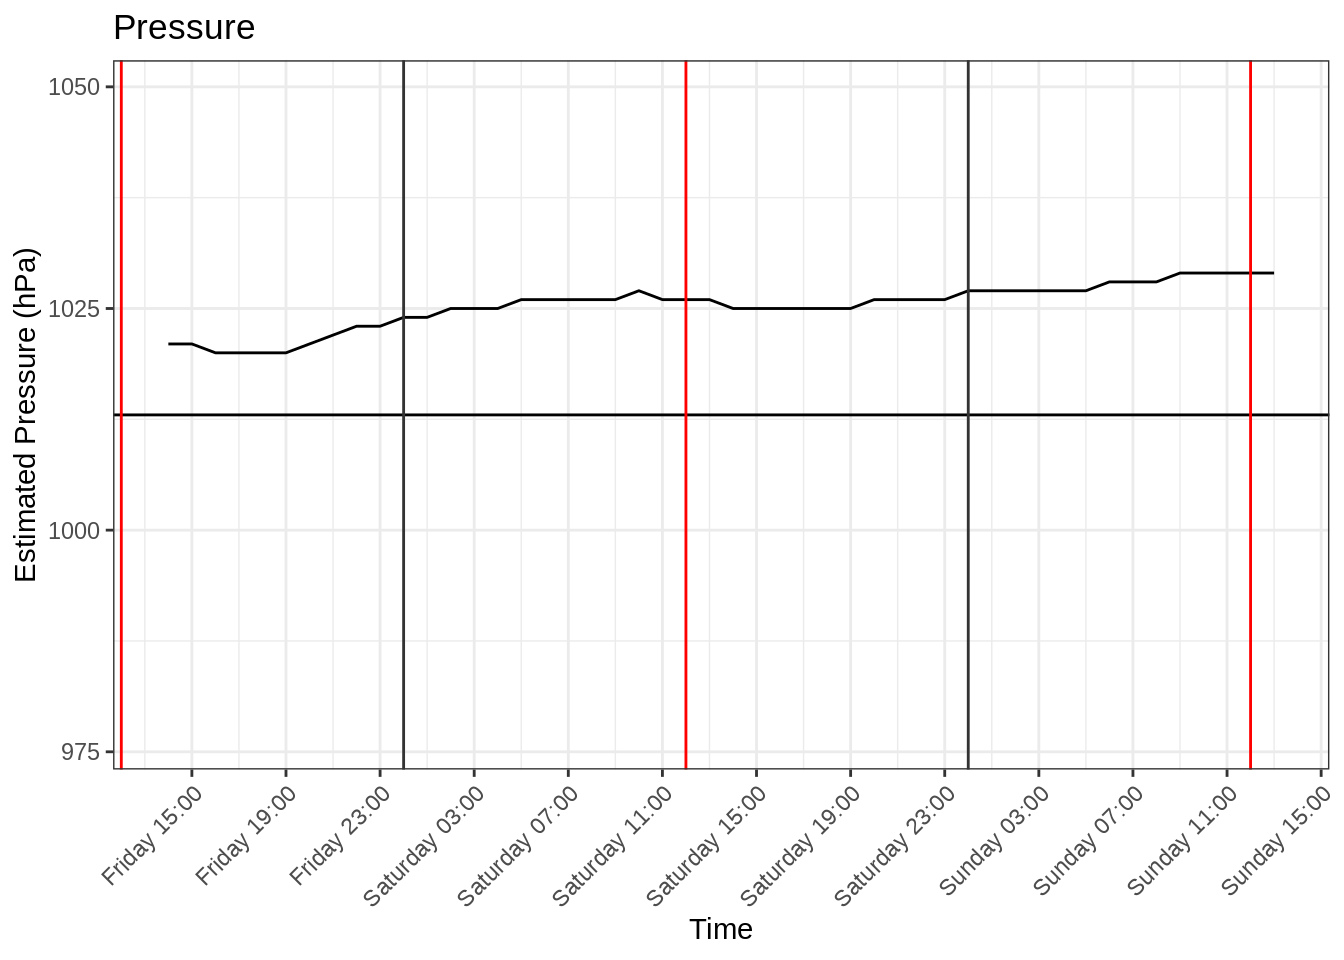 Pressure
Estimated Pressure (hPa)
1050
1025
1000
975
Friday 15:00
Friday 19:00
Friday 23:00
Saturday 03:00
Saturday 07:00
Saturday 11:00
Saturday 15:00
Saturday 19:00
Saturday 23:00
Sunday 03:00
Sunday 07:00
Sunday 11:00
Sunday 15:00
Time